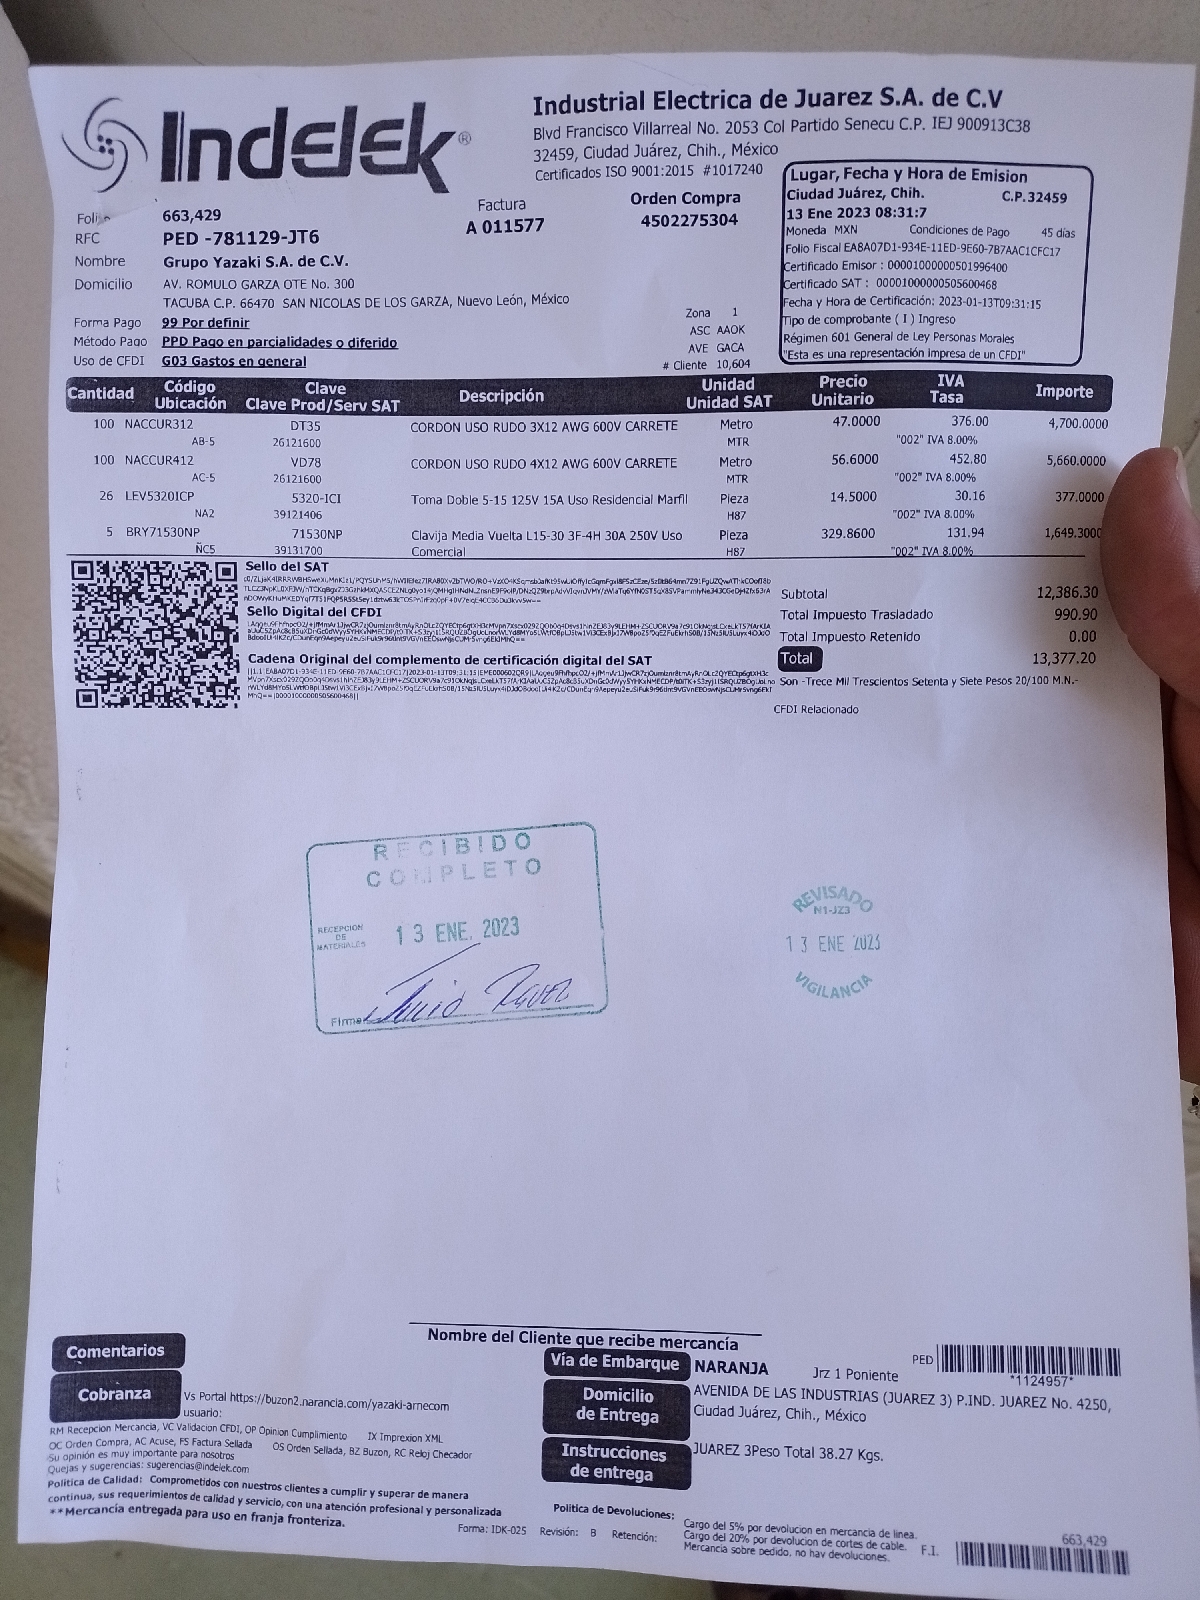 Indelek®
Industrial Electrica de Juarez S.A. de C.V
Blvd Francisco Villarreal No. 2053 Col Partido Senecu C.P. IEJ 900913C38
32459, Ciudad Juárez, Chih., México
Certificados ISO 9001:2015 #1017240
Lugar, Fecha y Hora de Emision
Ciudad Juárez, Chih. C.P.32459
13 Ene 2023 08:31:7
Moneda MXN Condiciones de Pago 45 días
Folio Fiscal EA8A07D1-934E-11ED-9E60-7B7AAC1CFC17
Certificado Emisor : 00001000000501996400
Certificado SAT : 00001000000505600468
Fecha y Hora de Certificación: 2023-01-13T09:31:15
Tipo de comprobante ( I ) Ingreso
Régimen 601 General de Ley Personas Morales
"Esta es una representación impresa de un CFDI"
Folio 663,429
Factura
A 011577
Orden Compra
4502275304
RFC PED -781129-JT6
Nombre Grupo Yazaki S.A. de C.V.
Domicilio AV. ROMULO GARZA OTE No. 300
TACUBA C.P. 66470 SAN NICOLAS DE LOS GARZA, Nuevo León, México
Forma Pago 99 Por definir
Método Pago PPD Pago en parcialidades o diferido
Uso de CFDI G03 Gastos en general
Zona 1
ASC AAOK
AVE GACA
# Cliente 10,604
Cantidad Código Ubicación Clave Clave Prod/Serv SAT Descripción Unidad Unidad SAT Precio Unitario IVA Tasa Importe
100 NACCUR312 DT35 CORDON USO RUDO 3X12 AWG 600V CARRETE Metro 47.0000 376.00 4,700.0000
AB-5 26121600 MTR "002" IVA 8.00%
100 NACCUR412 VD78 CORDON USO RUDO 4X12 AWG 600V CARRETE Metro 56.6000 452.80 5,660.0000
AC-5 26121600 MTR "002" IVA 8.00%
26 LEV5320ICP 5320-ICI Toma Doble 5-15 125V 15A Uso Residencial Marfil Pieza 14.5000 30.16 377.0000
NA2 39121406 H87 "002" IVA 8.00%
5 BRY71530NP 71530NP Clavija Media Vuelta L15-30 3F-4H 30A 250V Uso Pieza 329.8600 131.94 1,649.3000
ÑC5 39131700 Comercial H87 "002" IVA 8.00%
Sello del SAT
Sello Digital del CFDI
Cadena Original del complemento de certificación digital del SAT
Subtotal 12,386.30
Total Impuesto Trasladado 990.90
Total Impuesto Retenido 0.00
Total 13,377.20
Son -Trece Mil Trescientos Setenta y Siete Pesos 20/100 M.N.-
CFDI Relacionado
RECIBIDO
COMPLETO
RECEPCION
DE
MATERIALES
13 ENE. 2023
Firma
REVISADO
N1-JZ3
13 ENE 2023
VIGILANCIA
Nombre del Cliente que recibe mercancía
Comentarios
Cobranza
Vs Portal https://buzon2.narancia.com/yazaki-arnecom
usuario:
RM Recepcion Mercancia, VC Validacion CFDI, OP Opinion Cumplimiento IX Imprexion XML
OC Orden Compra, AC Acuse, FS Factura Sellada OS Orden Sellada, BZ Buzon, RC Reloj Checador
Su opinión es muy importante para nosotros
Quejas y sugerencias: sugerencias@indelek.com
Politica de Calidad: Comprometidos con nuestros clientes a cumplir y superar de manera
continua, sus requerimientos de calidad y servicio, con una atención profesional y personalizada
**Mercancía entregada para uso en franja fronteriza.
Vía de Embarque NARANJA Jrz 1 Poniente
PED *1124957*
Domicilio de Entrega
AVENIDA DE LAS INDUSTRIAS (JUAREZ 3) P.IND. JUAREZ No. 4250,
Ciudad Juárez, Chih., México
Instrucciones de entrega
JUAREZ 3Peso Total 38.27 Kgs.
Forma: IDK-025 Revisión: B Retención:
Politica de Devoluciones:
Cargo del 5% por devolucion en mercancia de linea.
Cargo del 20% por devolucion de cortes de cable.
Mercancia sobre pedido, no hay devoluciones.
F.I. 663,429